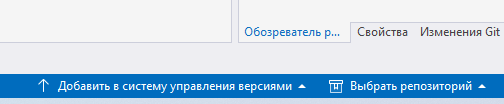 Обозреватель р... Свойства Изменения Git
Добавить в систему управления версиями Выбрать репозиторий